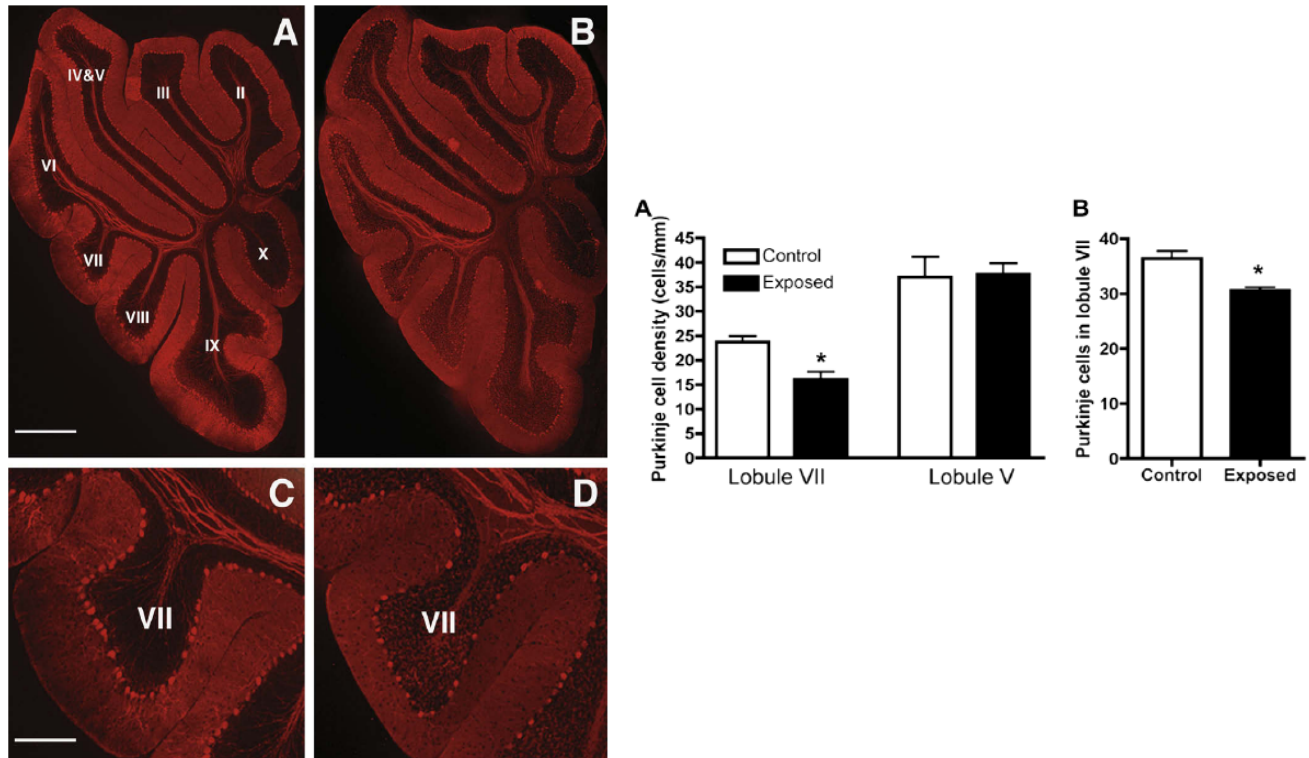 A
B
IV&V
III
II
VI
X
VII
VIII
IX
C
D
VII
VII
A
Purkinje cell density (cells/mm)
45
40
35
30
25
20
15
10
5
0
Control
Exposed
*
Lobule VII
Lobule V
B
Purkinje cells in lobule VII
40
30
20
10
0
*
Control
Exposed